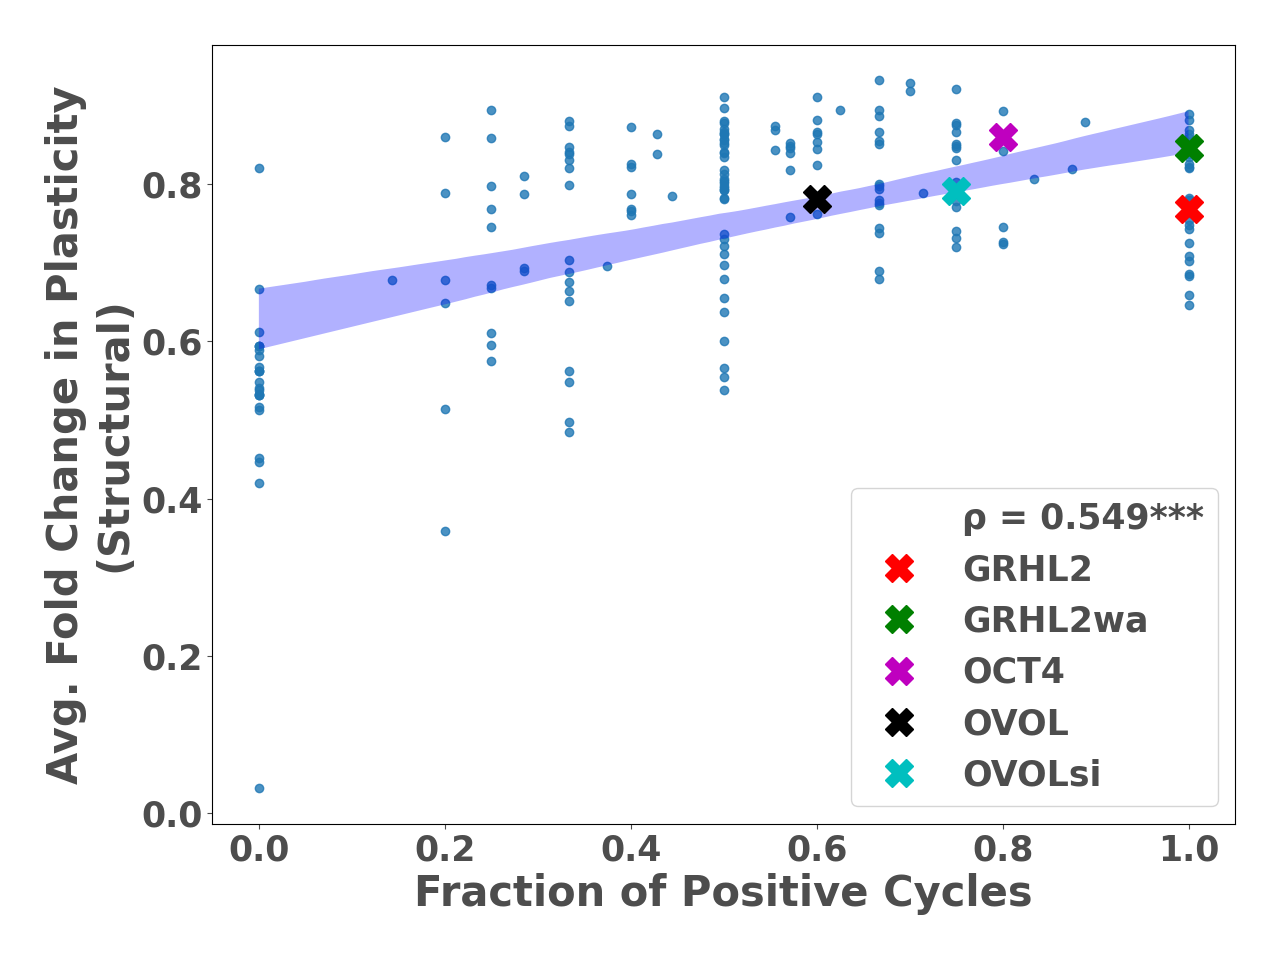 Avg. Fold Change in Plasticity
(Structural)
0.8
0.6
0.4
0.2
0.0
ρ = 0.549***
GRHL2
GRHL2wa
OCT4
OVOL
OVOLsi
0.0 0.2 0.4 0.6 0.8 1.0
Fraction of Positive Cycles